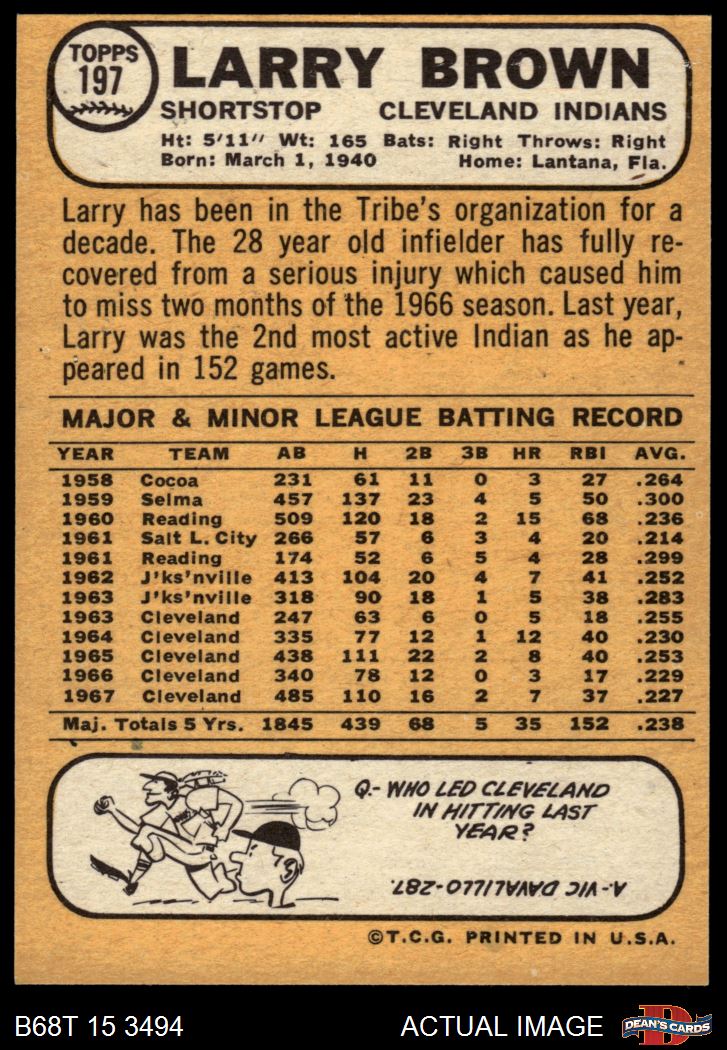 TOPPS
197
LARRY BROWN
SHORTSTOP CLEVELAND INDIANS
Ht: 5'11" Wt: 165 Bats: Right Throws: Right
Born: March 1, 1940 Home: Lantana, Fla.
Larry has been in the Tribe's organization for a
decade. The 28 year old infielder has fully re-
covered from a serious injury which caused him
to miss two months of the 1966 season. Last year,
Larry was the 2nd most active Indian as he ap-
peared in 152 games.
MAJOR & MINOR LEAGUE BATTING RECORD
YEAR TEAM AB H 2B 3B HR RBI AVG.
1958 Cocoa 231 61 11 0 3 27 .264
1959 Selma 457 137 23 4 5 50 .300
1960 Reading 509 120 18 2 15 68 .236
1961 Salt L. City 266 57 6 3 4 20 .214
1961 Reading 174 52 6 5 4 28 .299
1962 J'ks'nville 413 104 20 4 7 41 .252
1963 J'ks'nville 318 90 18 1 5 38 .283
1963 Cleveland 247 63 6 0 5 18 .255
1964 Cleveland 335 77 12 1 12 40 .230
1965 Cleveland 438 111 22 2 8 40 .253
1966 Cleveland 340 78 12 0 3 17 .229
1967 Cleveland 485 110 16 2 7 37 .227
Maj. Totals 5 Yrs. 1845 439 68 5 35 152 .238
Q.- WHO LED CLEVELAND
IN HITTING LAST
YEAR?
A.- VIC DAVALILLO-287.
©T.C.G. PRINTED IN U.S.A.
B68T 15 3494 ACTUAL IMAGE
D
DEAN'S CARDS